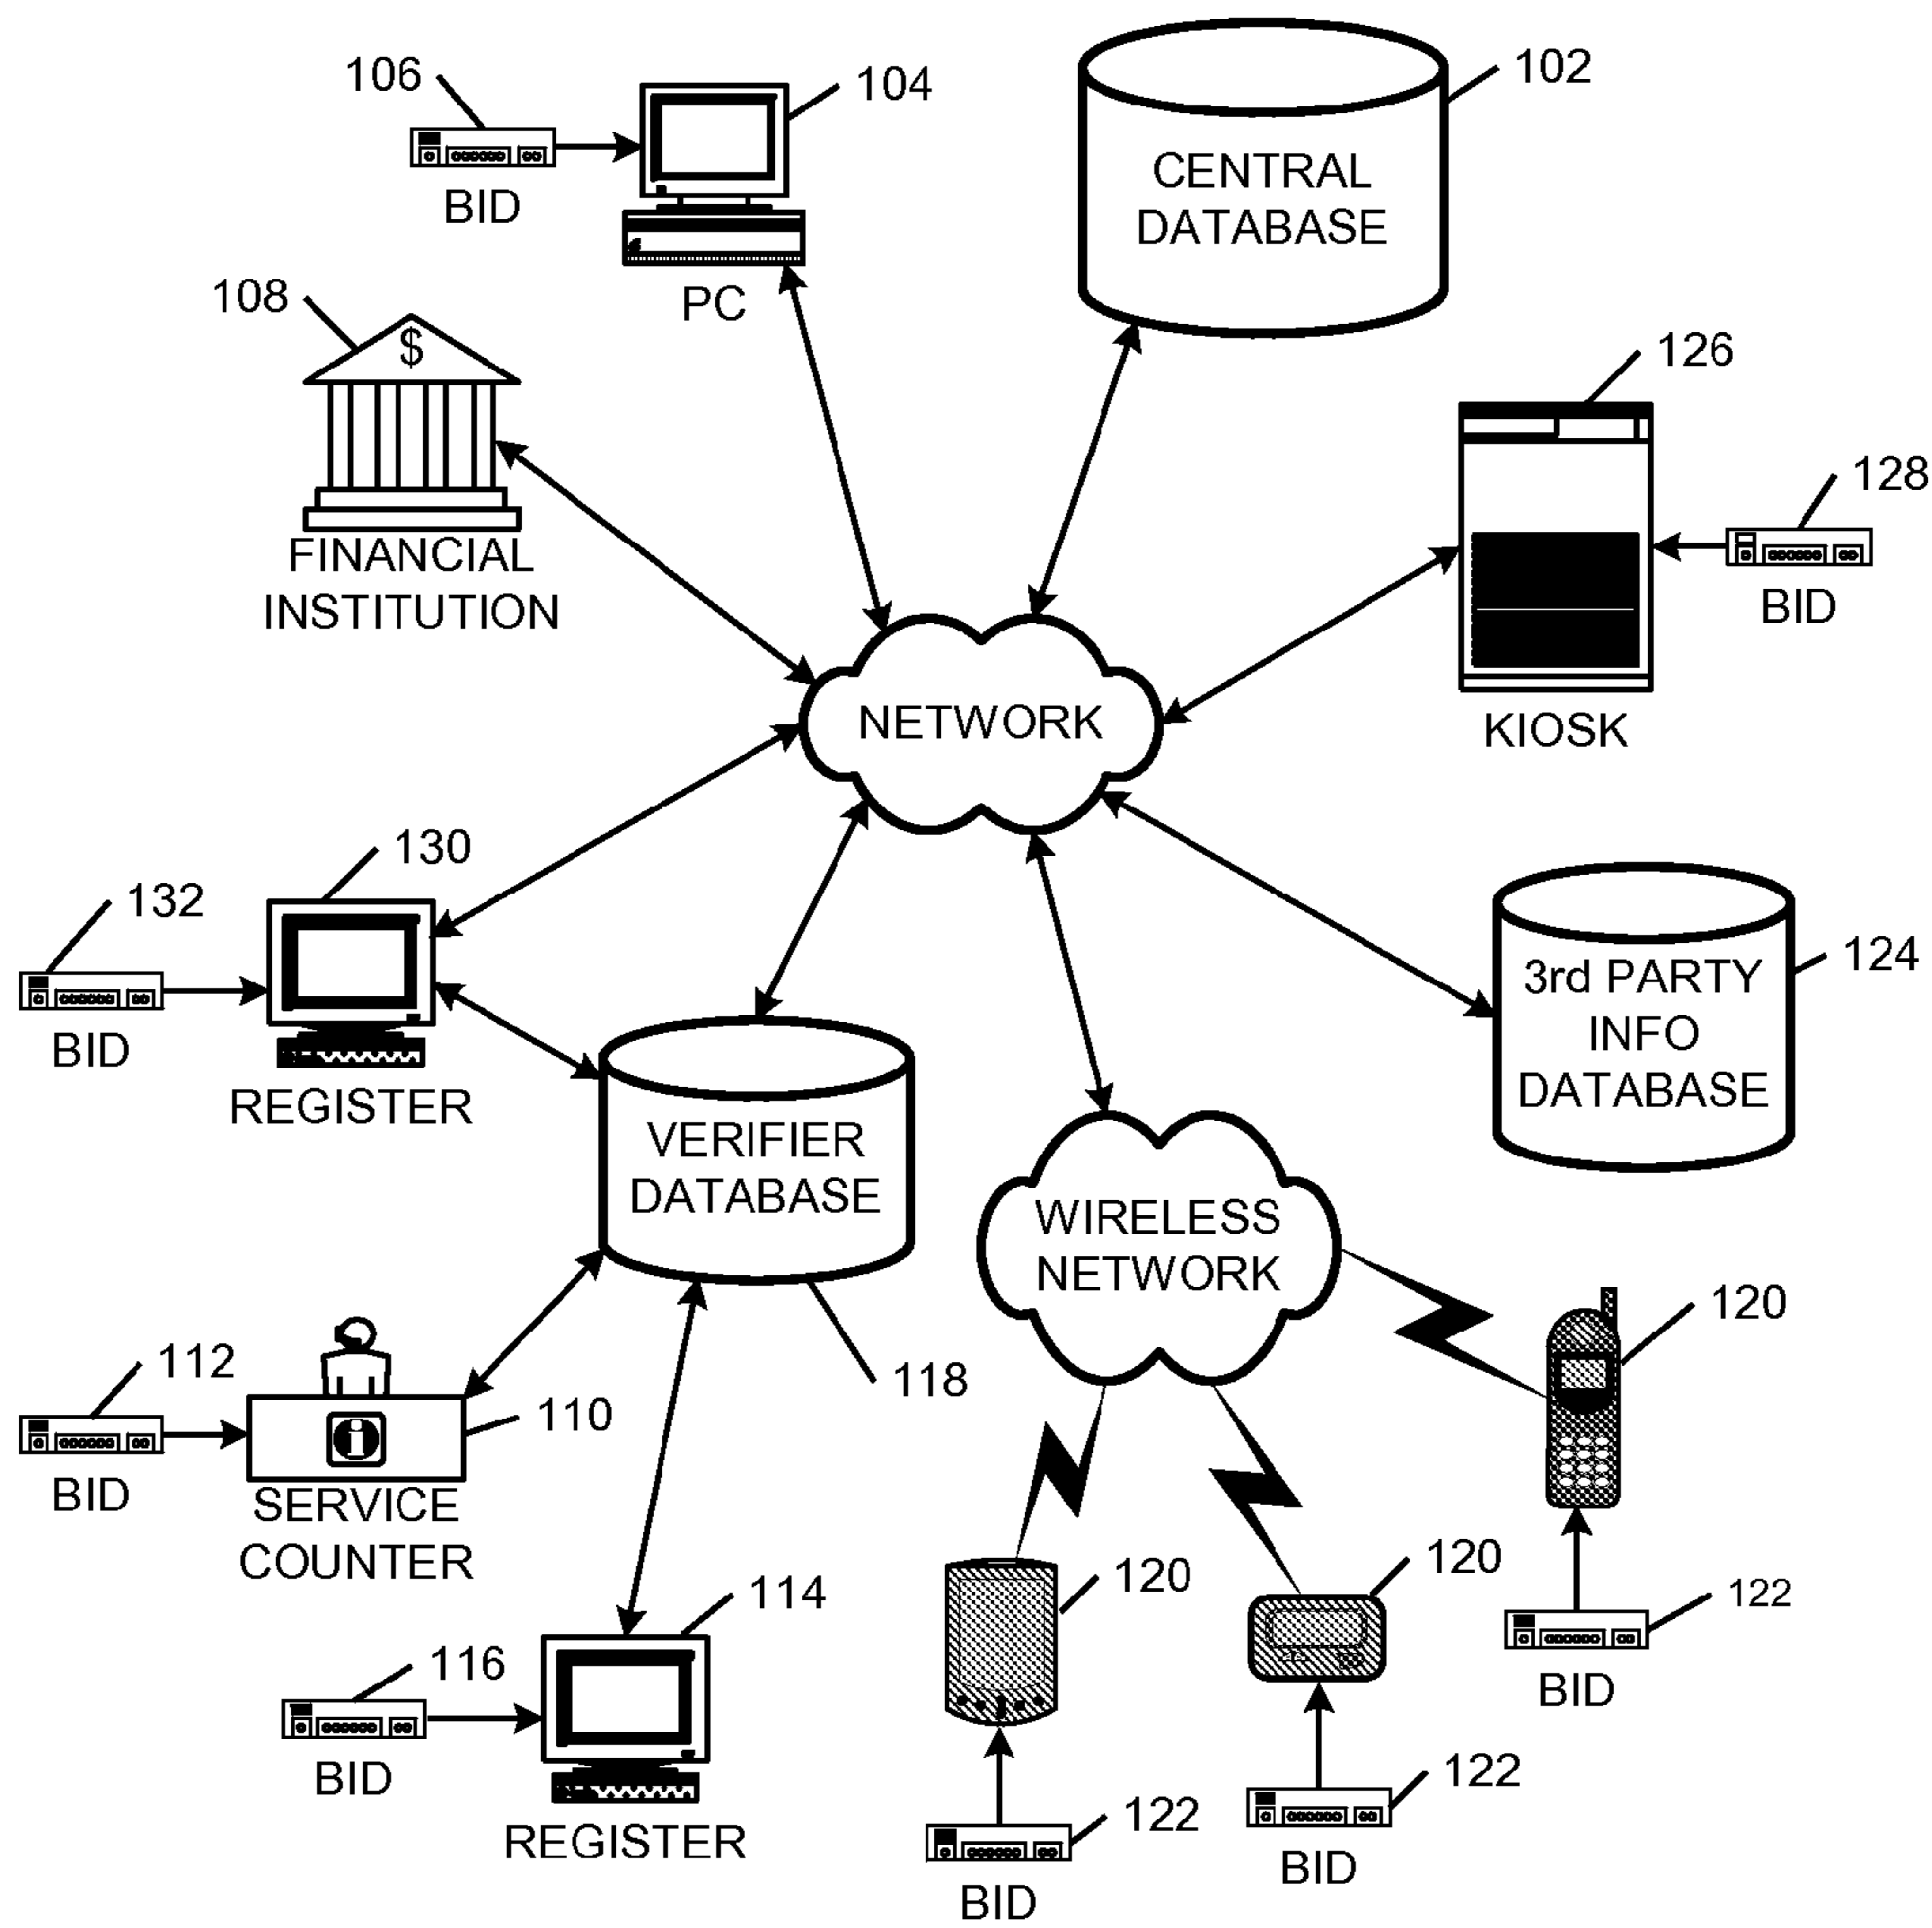 106
104
102
BID
PC
CENTRAL
DATABASE
108
$
FINANCIAL
INSTITUTION
126
128
BID
KIOSK
NETWORK
130
132
BID
REGISTER
124
3rd PARTY
INFO
DATABASE
VERIFIER
DATABASE
118
WIRELESS
NETWORK
112
110
BID
i
SERVICE
COUNTER
120
120
120
114
116
BID
REGISTER
122
BID
122
BID
122
BID